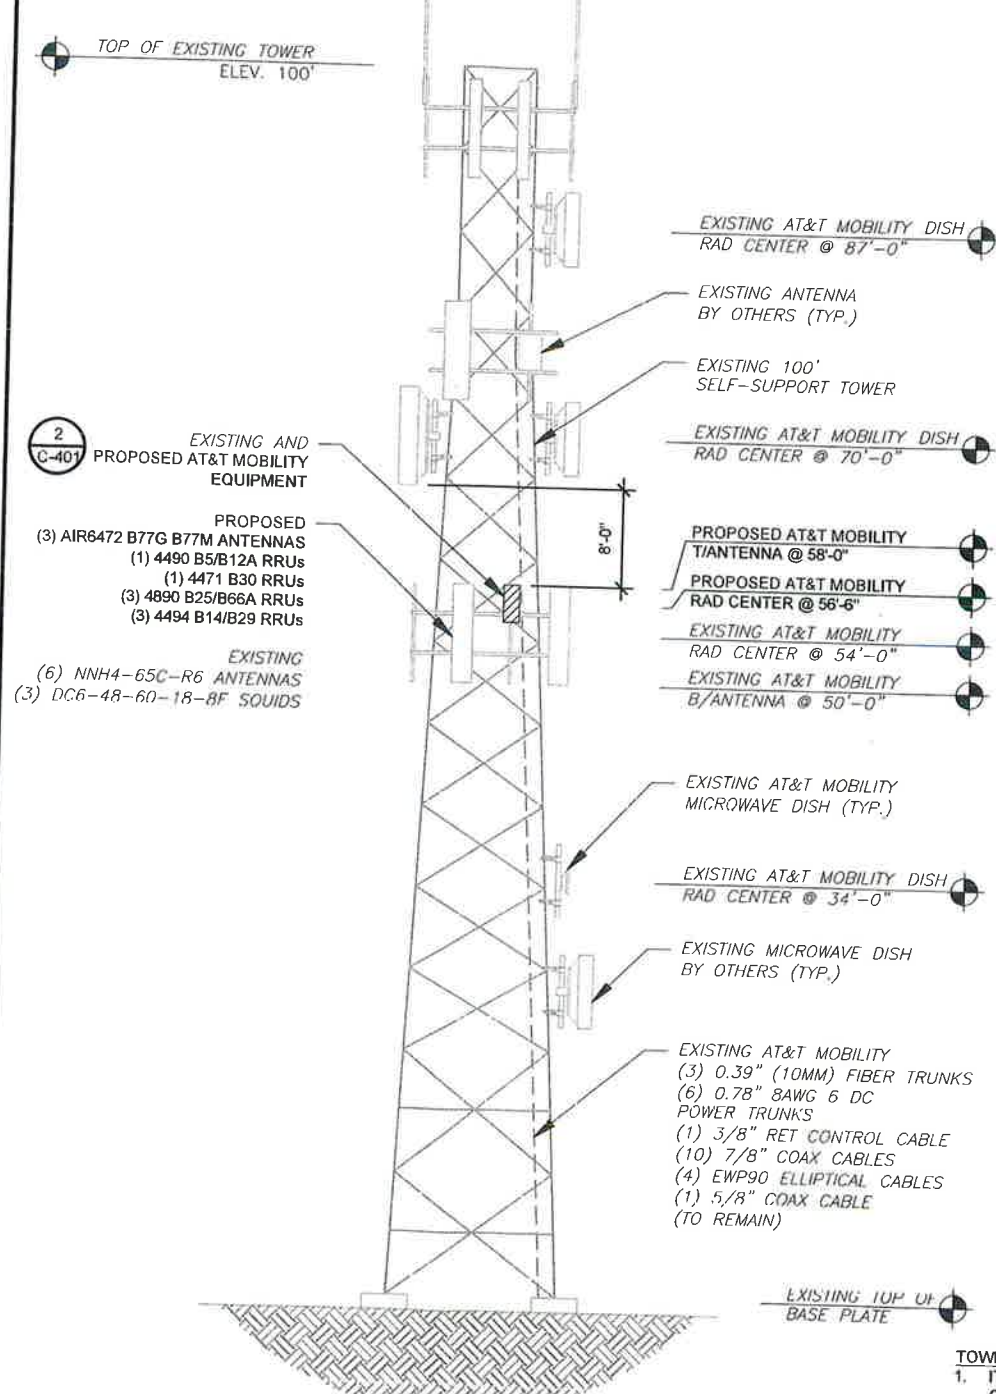 TOP OF EXISTING TOWER
ELEV. 100'
EXISTING AT&T MOBILITY DISH
RAD CENTER @ 87'-0"
EXISTING ANTENNA
BY OTHERS (TYP.)
EXISTING 100'
SELF-SUPPORT TOWER
2
C-401
EXISTING AND
PROPOSED AT&T MOBILITY
EQUIPMENT
EXISTING AT&T MOBILITY DISH
RAD CENTER @ 70'-0"
8'-0"
PROPOSED
(3) AIR6472 B77G B77M ANTENNAS
(1) 4490 B5/B12A RRUs
(1) 4471 B30 RRUs
(3) 4890 B25/B66A RRUs
(3) 4494 B14/B29 RRUs
EXISTING
(6) NNH4-65C-R6 ANTENNAS
(3) DC6-48-60-18-8F SQUIDS
PROPOSED AT&T MOBILITY
T/ANTENNA @ 58'-0"
PROPOSED AT&T MOBILITY
RAD CENTER @ 56'-6"
EXISTING AT&T MOBILITY
RAD CENTER @ 54'-0"
EXISTING AT&T MOBILITY
B/ANTENNA @ 50'-0"
EXISTING AT&T MOBILITY
MICROWAVE DISH (TYP.)
EXISTING AT&T MOBILITY DISH
RAD CENTER @ 34'-0"
EXISTING MICROWAVE DISH
BY OTHERS (TYP.)
EXISTING AT&T MOBILITY
(3) 0.39" (10MM) FIBER TRUNKS
(6) 0.78" 8AWG 6 DC
POWER TRUNKS
(1) 3/8" RET CONTROL CABLE
(10) 7/8" COAX CABLES
(4) EWP90 ELLIPTICAL CABLES
(1) 5/8" COAX CABLE
(TO REMAIN)
EXISTING TOP OF
BASE PLATE
1.